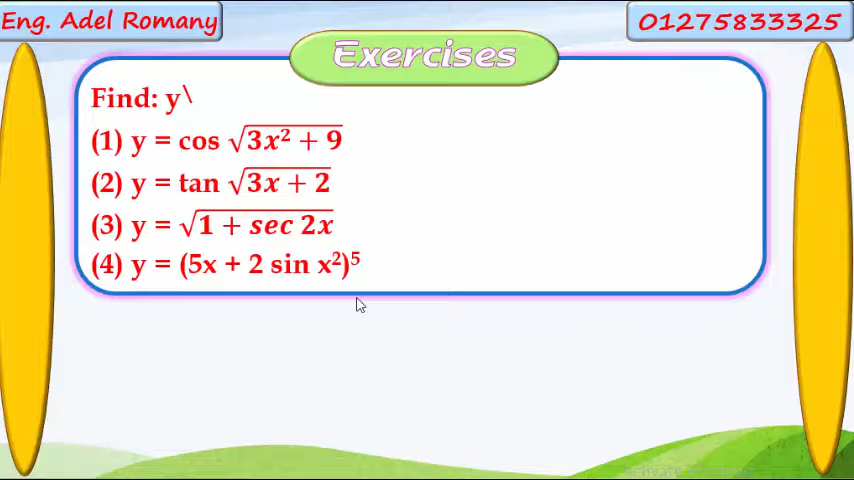 Eng. Adel Romany
01275833325
Exercises
Find: y\
(1) y = cos √(3x² + 9)
(2) y = tan √(3x + 2)
(3) y = √(1 + sec 2x)
(4) y = (5x + 2 sin x²)⁵